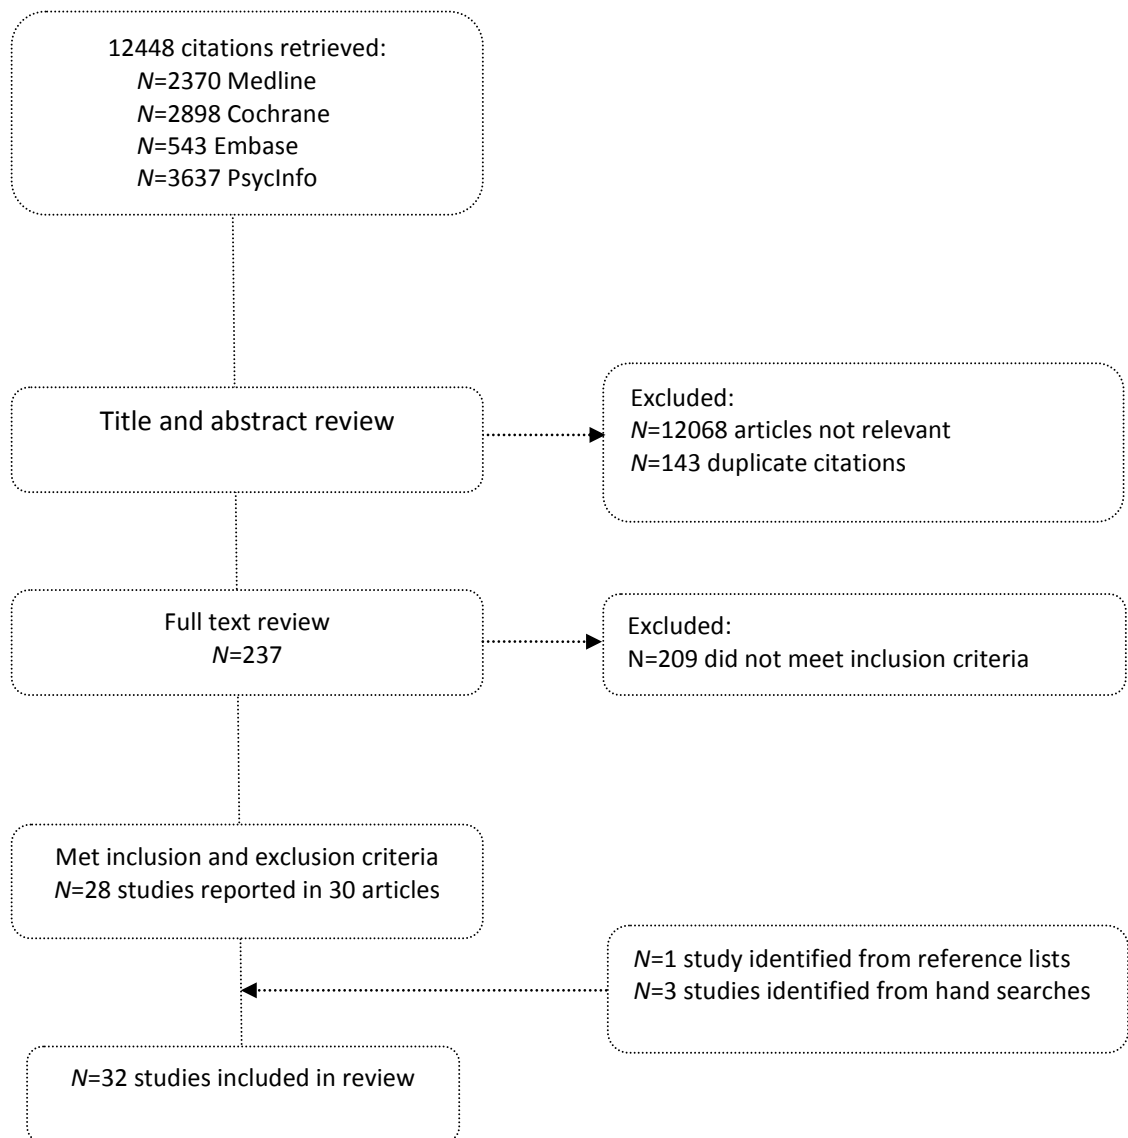 12448 citations retrieved:
N=2370 Medline
N=2898 Cochrane
N=543 Embase
N=3637 PsycInfo
Title and abstract review
Excluded:
N=12068 articles not relevant
N=143 duplicate citations
Full text review
N=237
Excluded:
N=209 did not meet inclusion criteria
Met inclusion and exclusion criteria
N=28 studies reported in 30 articles
N=1 study identified from reference lists
N=3 studies identified from hand searches
N=32 studies included in review